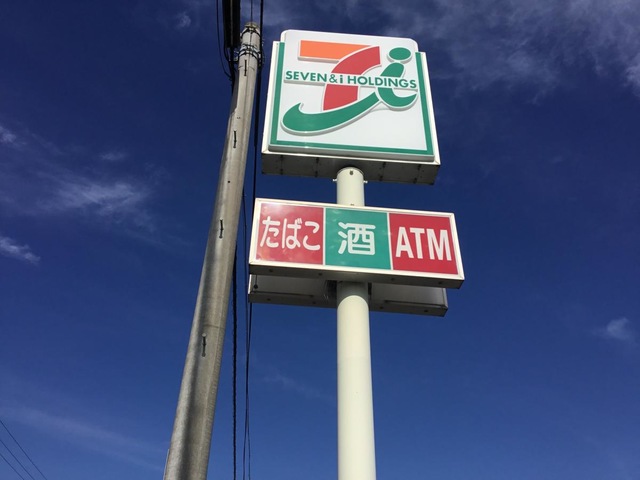 SEVEN & i HOLDINGS
たばこ 酒 ATM